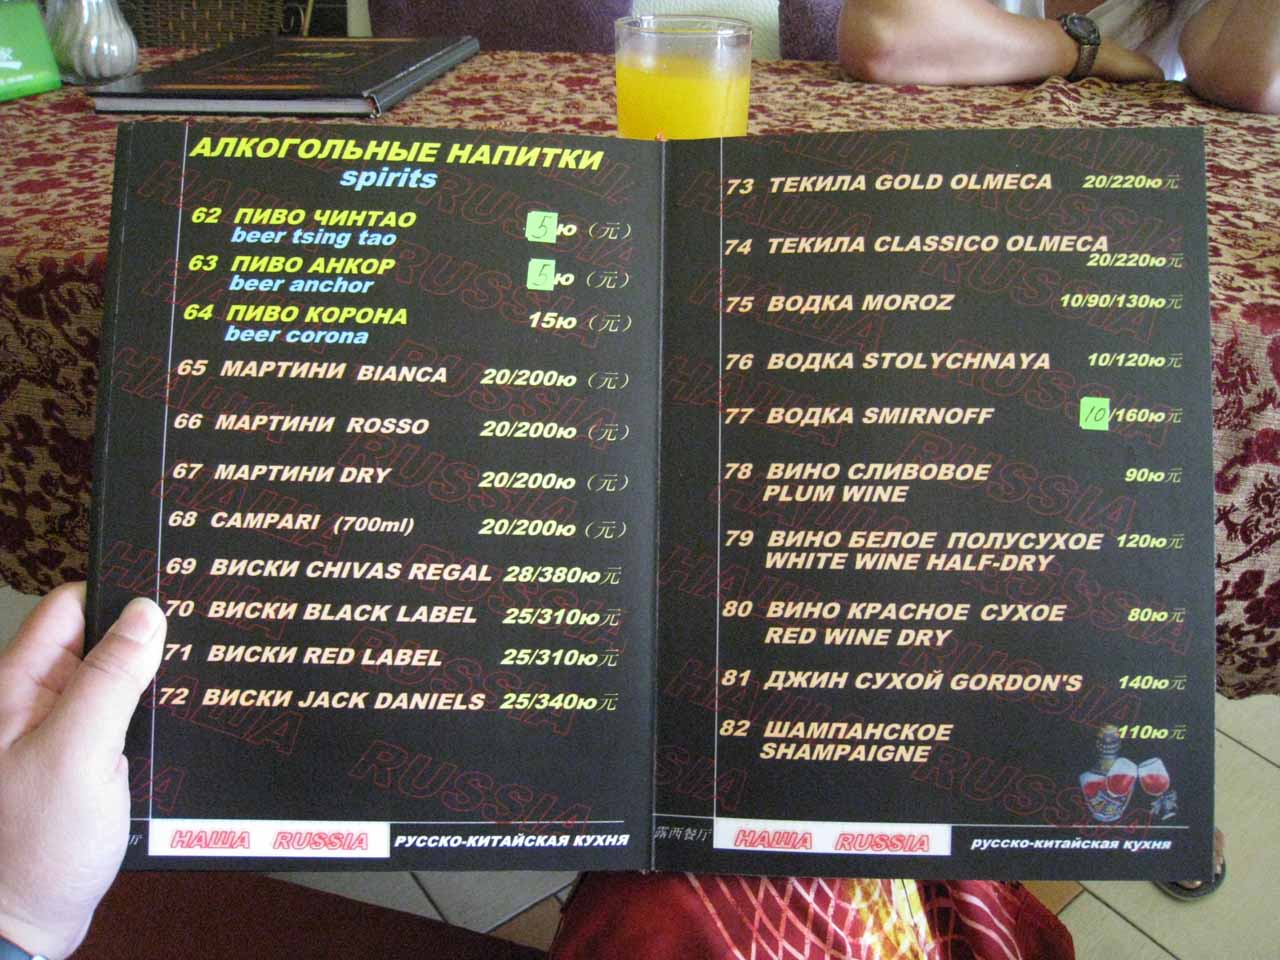 АЛКОГОЛЬНЫЕ НАПИТКИ
spirits
62 ПИВО ЧИНТАО 5ю (元)
beer tsing tao
63 ПИВО АНКОР 5ю (元)
beer anchor
64 ПИВО КОРОНА 15ю (元)
beer corona
65 МАРТИНИ BIANCA 20/200ю (元)
66 МАРТИНИ ROSSO 20/200ю (元)
67 МАРТИНИ DRY 20/200ю (元)
68 CAMPARI (700ml) 20/200ю (元)
69 ВИСКИ CHIVAS REGAL 28/380ю元
70 ВИСКИ BLACK LABEL 25/310ю元
71 ВИСКИ RED LABEL 25/310ю元
72 ВИСКИ JACK DANIELS 25/340ю元
厅 НАША RUSSIA РУССКО-КИТАЙСКАЯ КУХНЯ
73 ТЕКИЛА GOLD OLMECA 20/220ю元
74 ТЕКИЛА CLASSICO OLMECA
20/220ю元
75 ВОДКА MOROZ 10/90/130ю元
76 ВОДКА STOLYCHNAYA 10/120ю元
77 ВОДКА SMIRNOFF 10/160ю元
78 ВИНО СЛИВОВОЕ 90ю元
PLUM WINE
79 ВИНО БЕЛОЕ ПОЛУСУХОЕ 120ю元
WHITE WINE HALF-DRY
80 ВИНО КРАСНОЕ СУХОЕ 80ю元
RED WINE DRY
81 ДЖИН СУХОЙ GORDON'S 140ю元
82 ШАМПАНСКОЕ 110ю元
SHAMPAIGNE
露西餐厅 НАША RUSSIA русско-китайская кухня